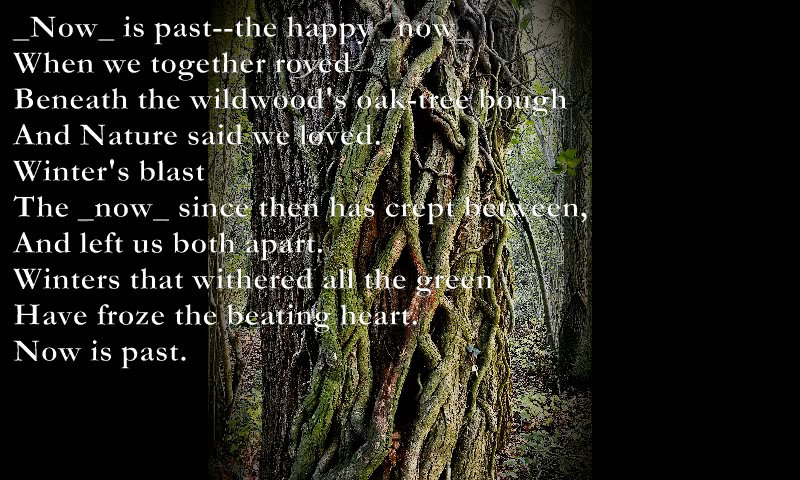 _Now_ is past--the happy _now_
When we together roved
Beneath the wildwood's oak-tree bough
And Nature said we loved.
Winter's blast
The _now_ since then has crept between,
And left us both apart.
Winters that withered all the green
Have froze the beating heart.
Now is past.